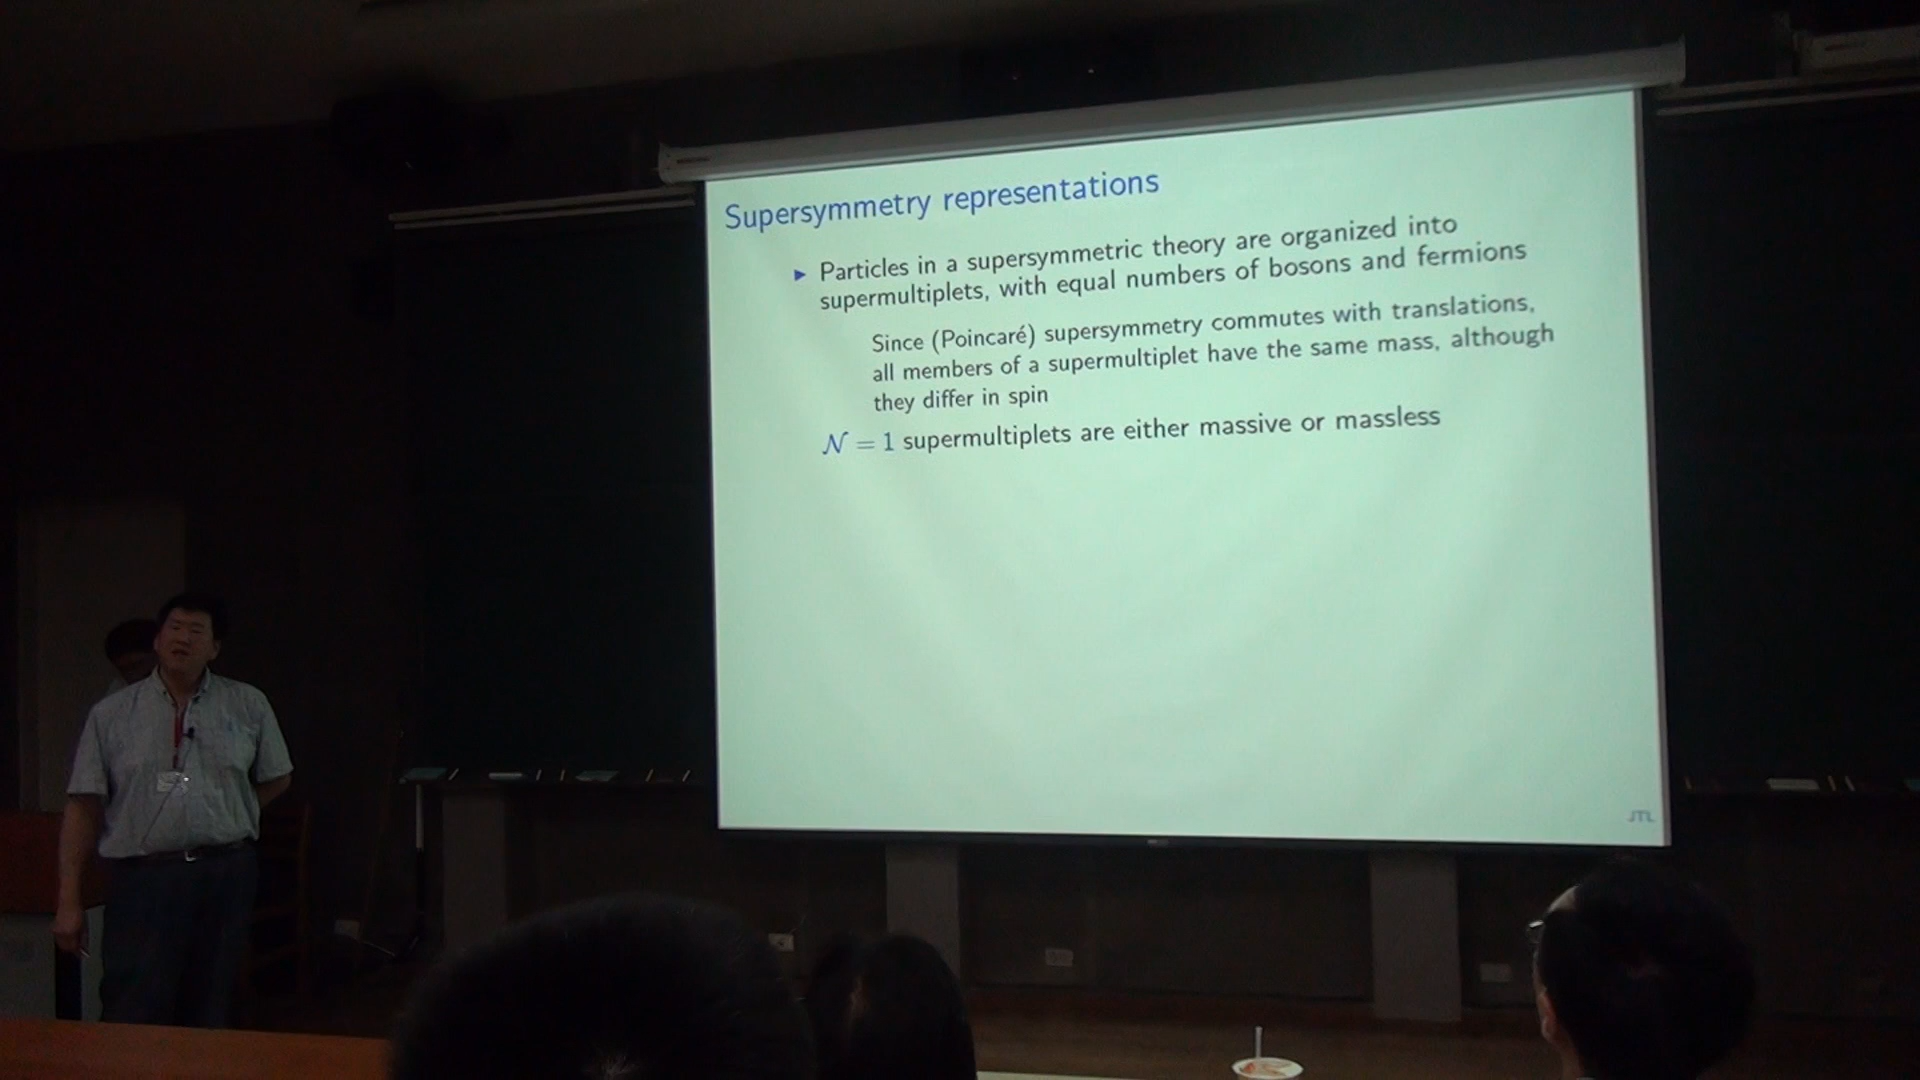 Supersymmetry representations
▶ Particles in a supersymmetric theory are organized into
supermultiplets, with equal numbers of bosons and fermions
Since (Poincaré) supersymmetry commutes with translations,
all members of a supermultiplet have the same mass, although
they differ in spin
𝒩 = 1 supermultiplets are either massive or massless
JTL